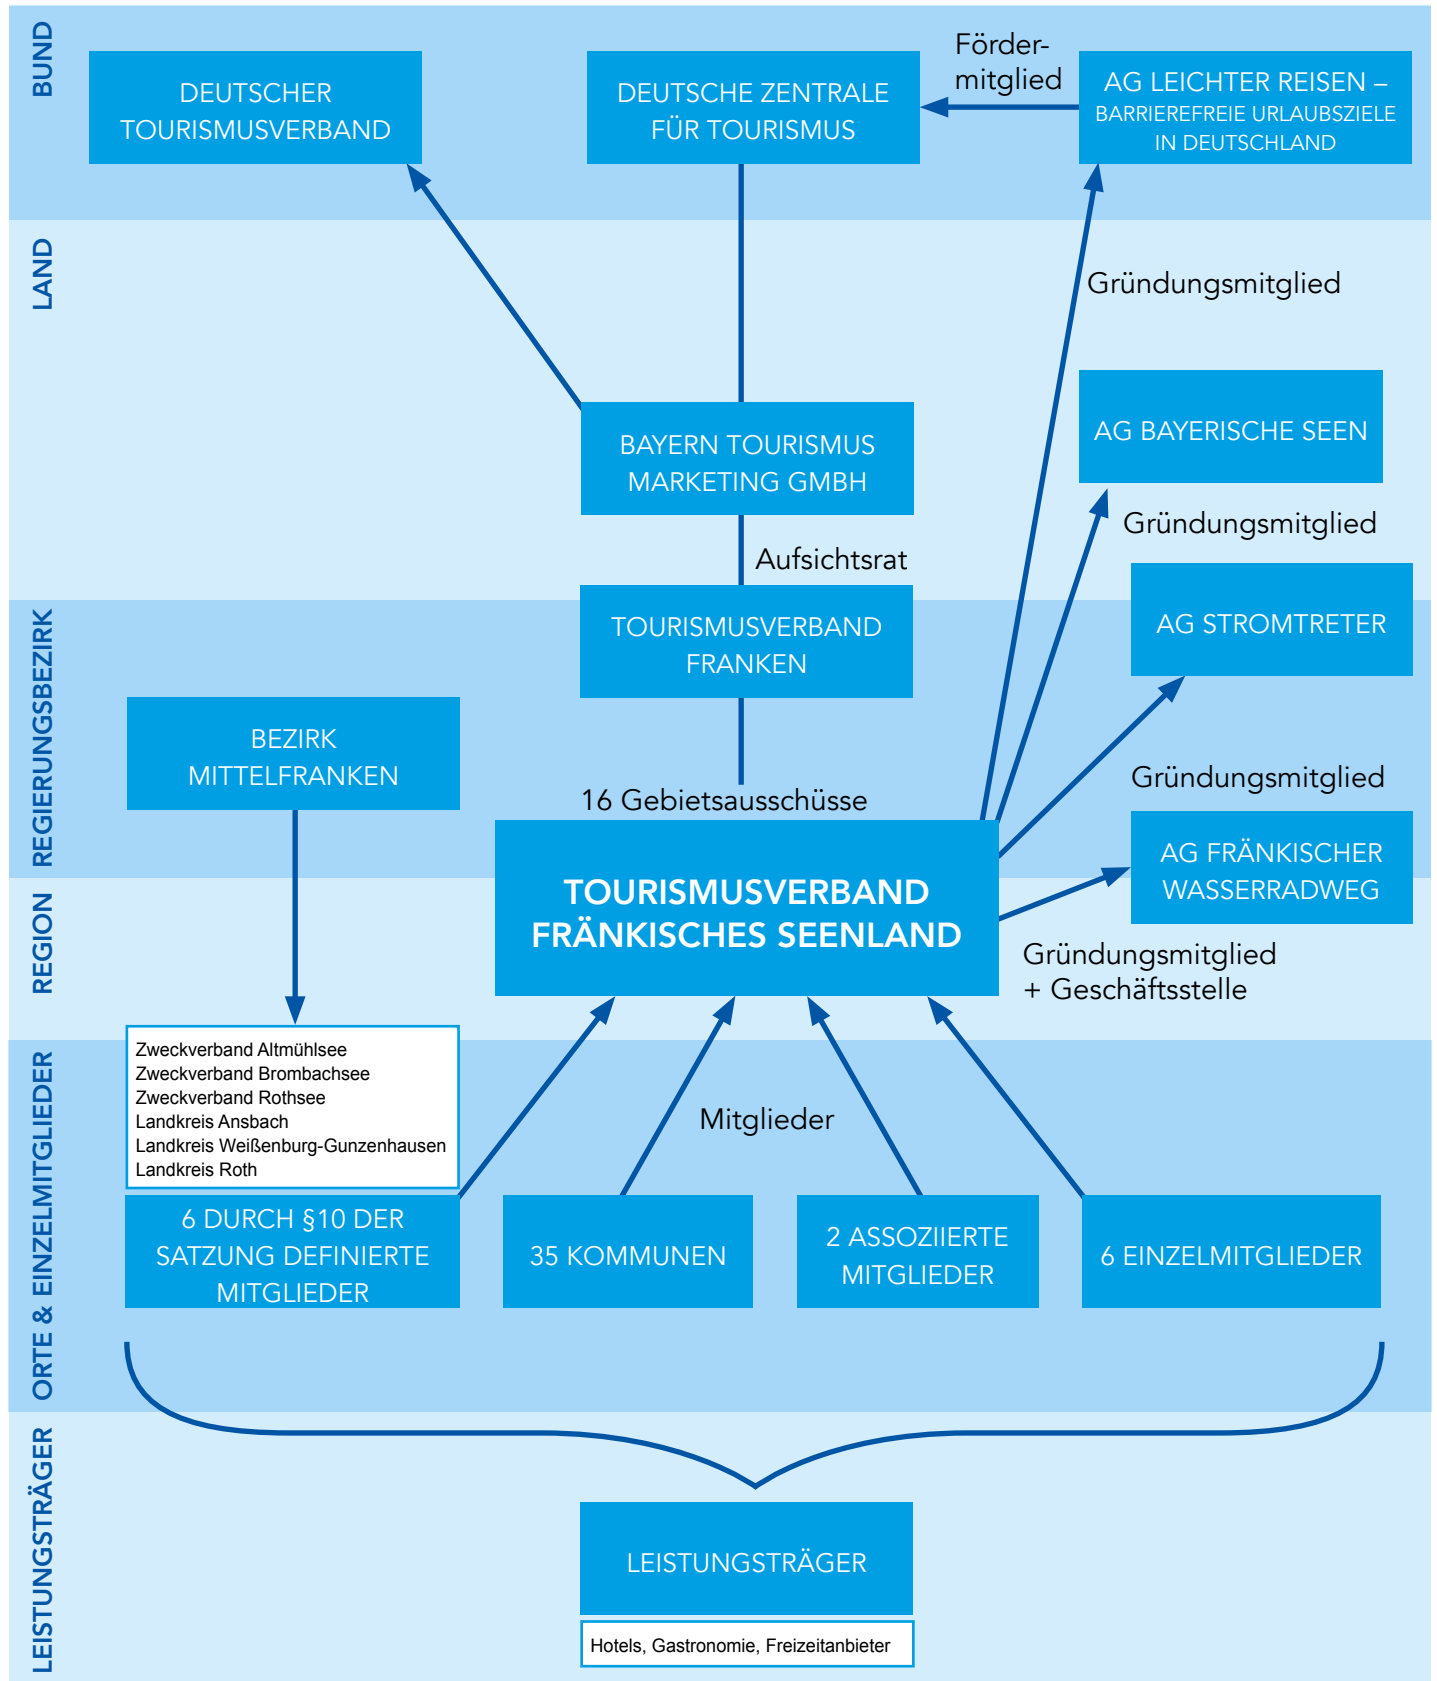 BUND
DEUTSCHER
TOURISMUSVERBAND
DEUTSCHE ZENTRALE
FÜR TOURISMUS
Förder-
mitglied
AG LEICHTER REISEN –
BARRIEREFREIE URLAUBSZIELE
IN DEUTSCHLAND
LAND
Gründungsmitglied
BAYERN TOURISMUS
MARKETING GMBH
AG BAYERISCHE SEEN
Gründungsmitglied
Aufsichtsrat
REGIERUNGSBEZIRK
TOURISMUSVERBAND
FRANKEN
AG STROMTRETER
BEZIRK
MITTELFRANKEN
Gründungsmitglied
16 Gebietsausschüsse
AG FRÄNKISCHER
WASSERRADWEG
REGION
TOURISMUSVERBAND
FRÄNKISCHES SEENLAND
Gründungsmitglied
+ Geschäftsstelle
ORTE & EINZELMITGLIEDER
Zweckverband Altmühlsee
Zweckverband Brombachsee
Zweckverband Rothsee
Landkreis Ansbach
Landkreis Weißenburg-Gunzenhausen
Landkreis Roth
Mitglieder
6 DURCH §10 DER
SATZUNG DEFINIERTE
MITGLIEDER
35 KOMMUNEN
2 ASSOZIIERTE
MITGLIEDER
6 EINZELMITGLIEDER
LEISTUNGSTRÄGER
LEISTUNGSTRÄGER
Hotels, Gastronomie, Freizeitanbieter